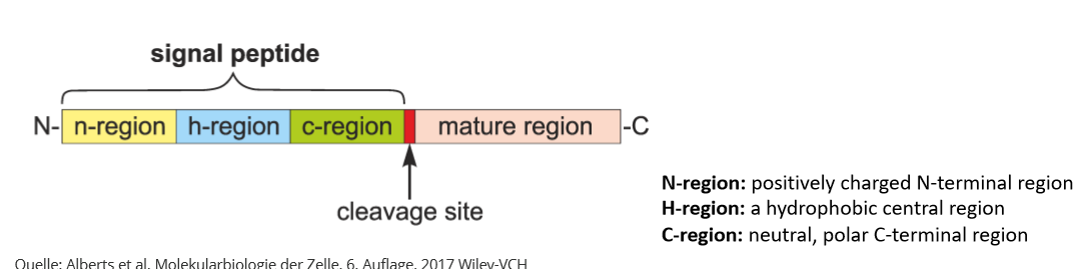 signal peptide
N- n-region h-region c-region mature region -C
cleavage site
N-region: positively charged N-terminal region
H-region: a hydrophobic central region
C-region: neutral, polar C-terminal region
Quelle: Alberts et al. Molekularbiologie der Zelle, 6. Auflage, 2017 Wiley-VCH